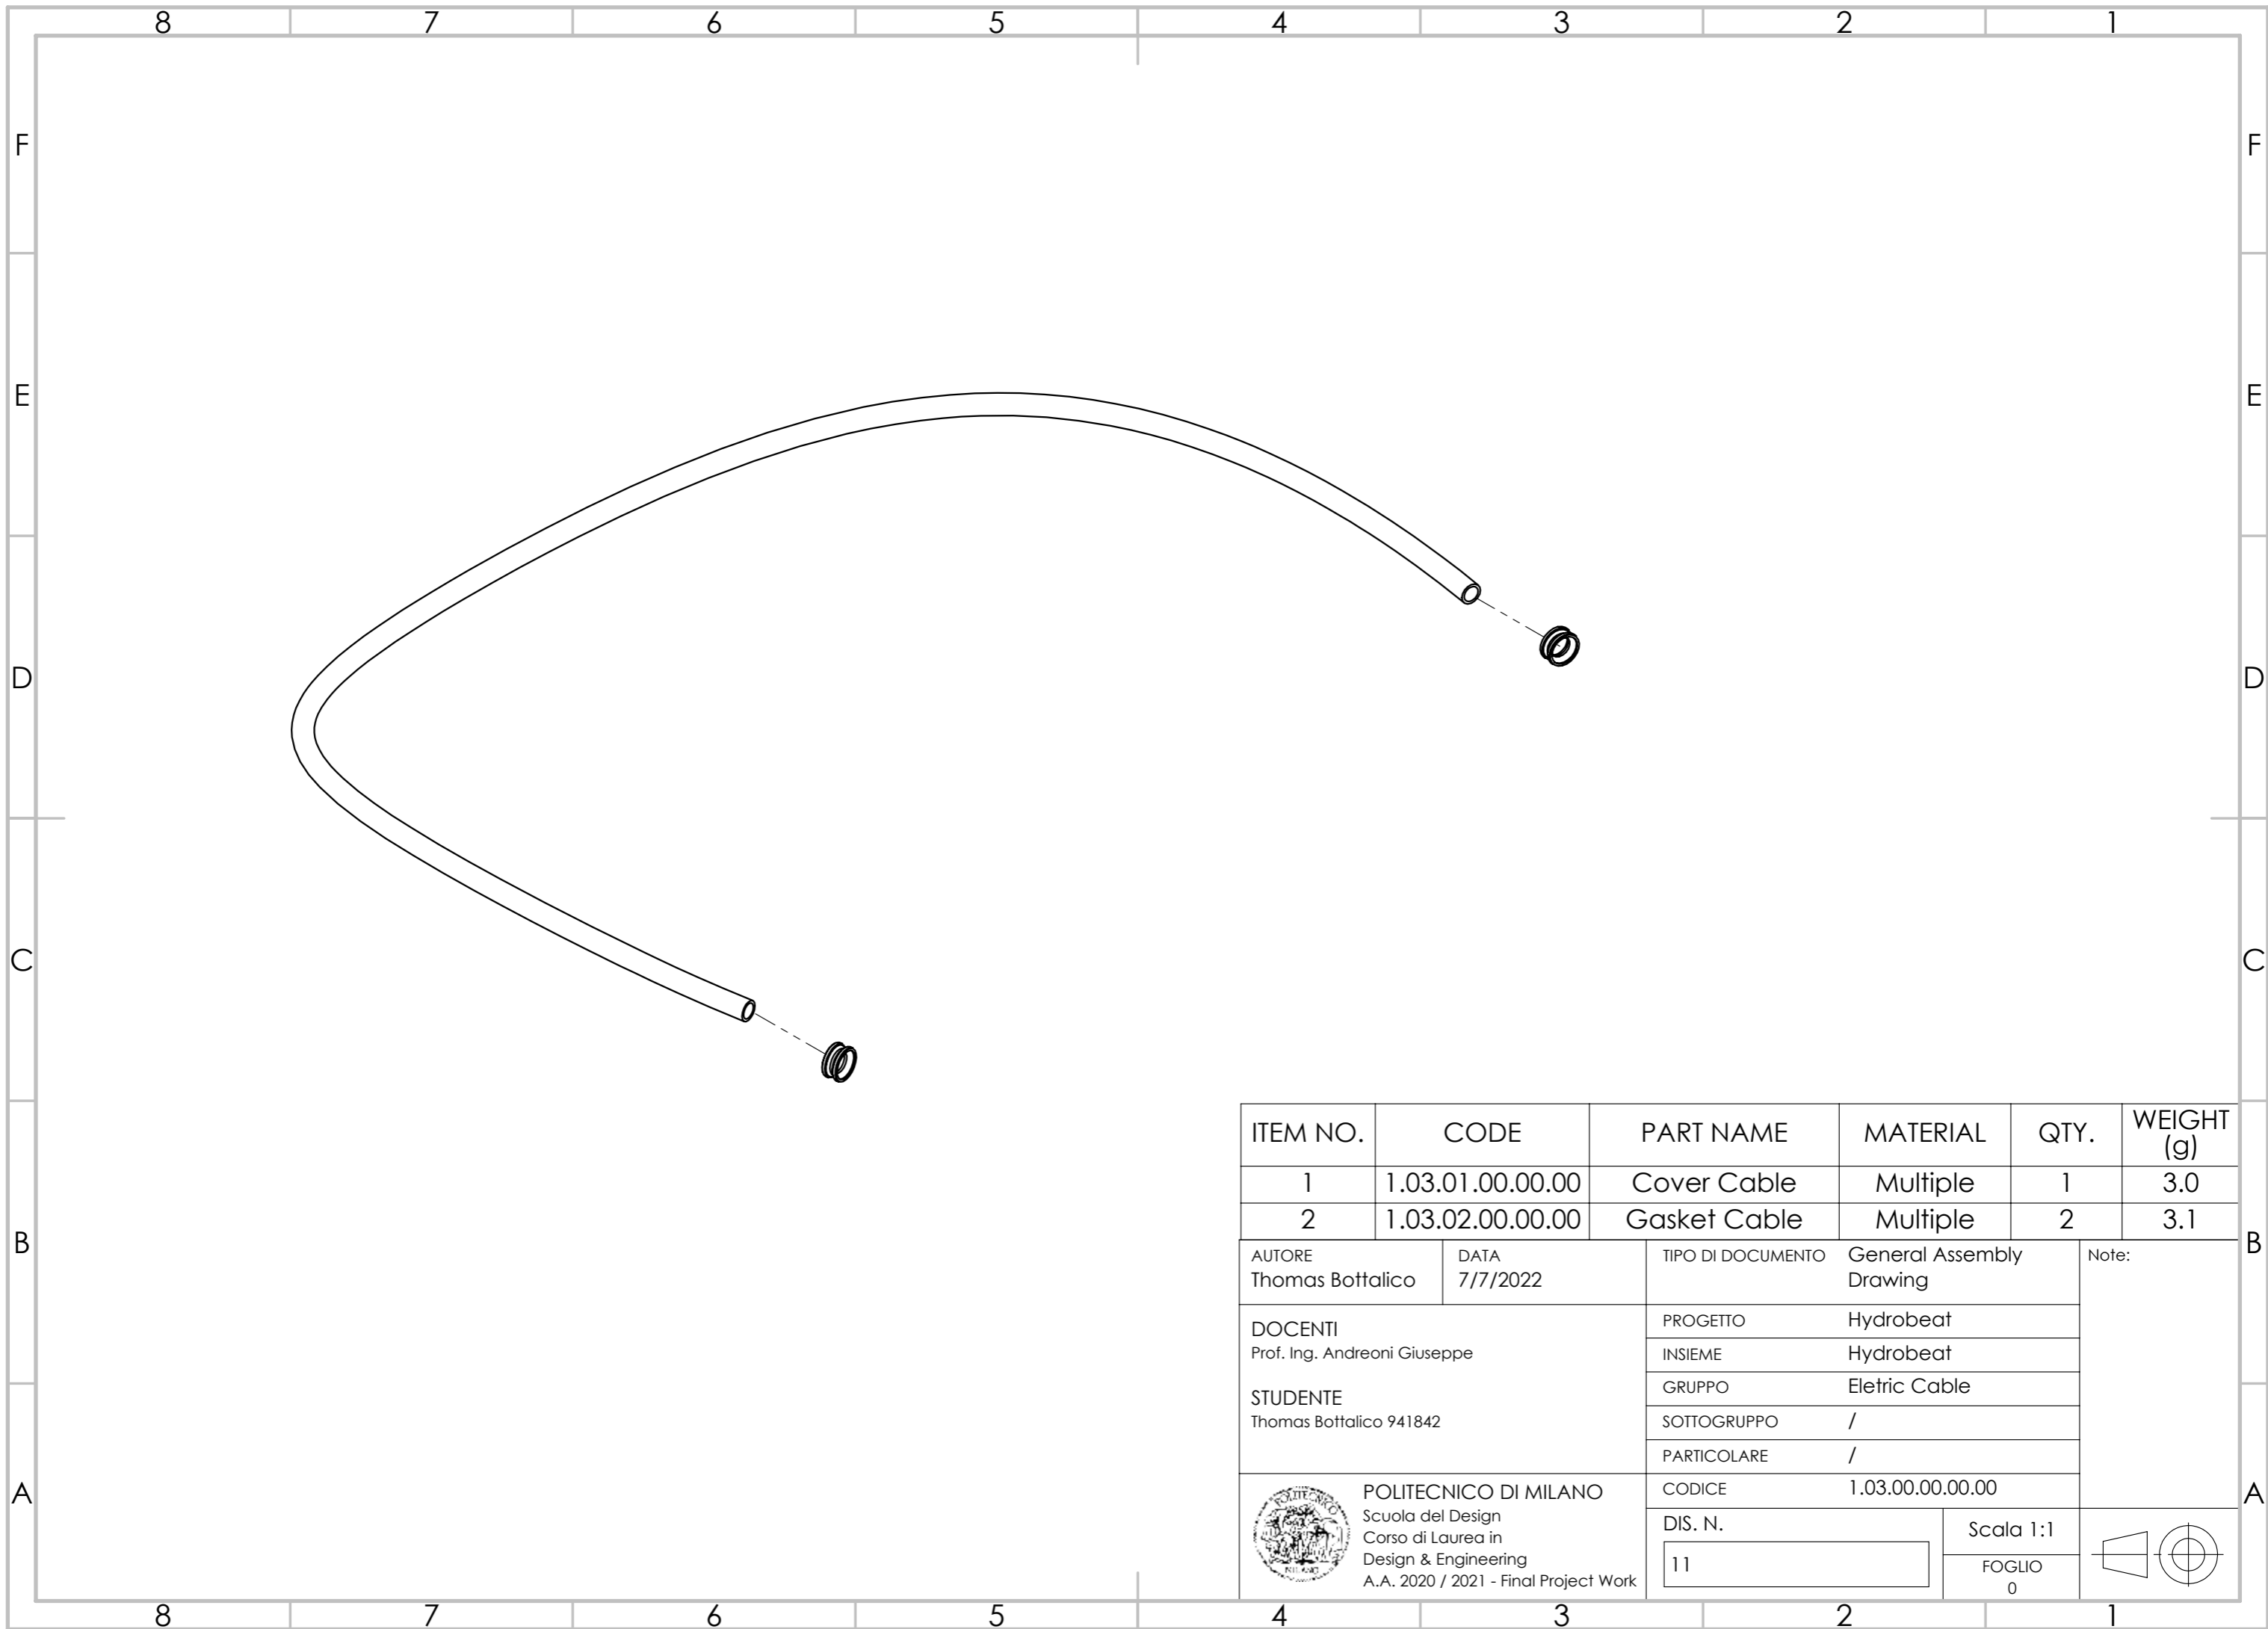 8 7 6 5 4 3 2 1
F F
E E
D D
C C
B B
A A
ITEM NO. CODE PART NAME MATERIAL QTY. WEIGHT (g)
1 1.03.01.00.00.00 Cover Cable Multiple 1 3.0
2 1.03.02.00.00.00 Gasket Cable Multiple 2 3.1
AUTORE
Thomas Bottalico
DATA
7/7/2022
TIPO DI DOCUMENTO General Assembly
Drawing
Note:
DOCENTI
Prof. Ing. Andreoni Giuseppe
STUDENTE
Thomas Bottalico 941842
PROGETTO Hydrobeat
INSIEME Hydrobeat
GRUPPO Eletric Cable
SOTTOGRUPPO /
PARTICOLARE /
CODICE 1.03.00.00.00.00
POLITECNICO
MILANO
POLITECNICO DI MILANO
Scuola del Design
Corso di Laurea in
Design & Engineering
A.A. 2020 / 2021 - Final Project Work
DIS. N.
11
Scala 1:1
FOGLIO
0
8 7 6 5 4 3 2 1